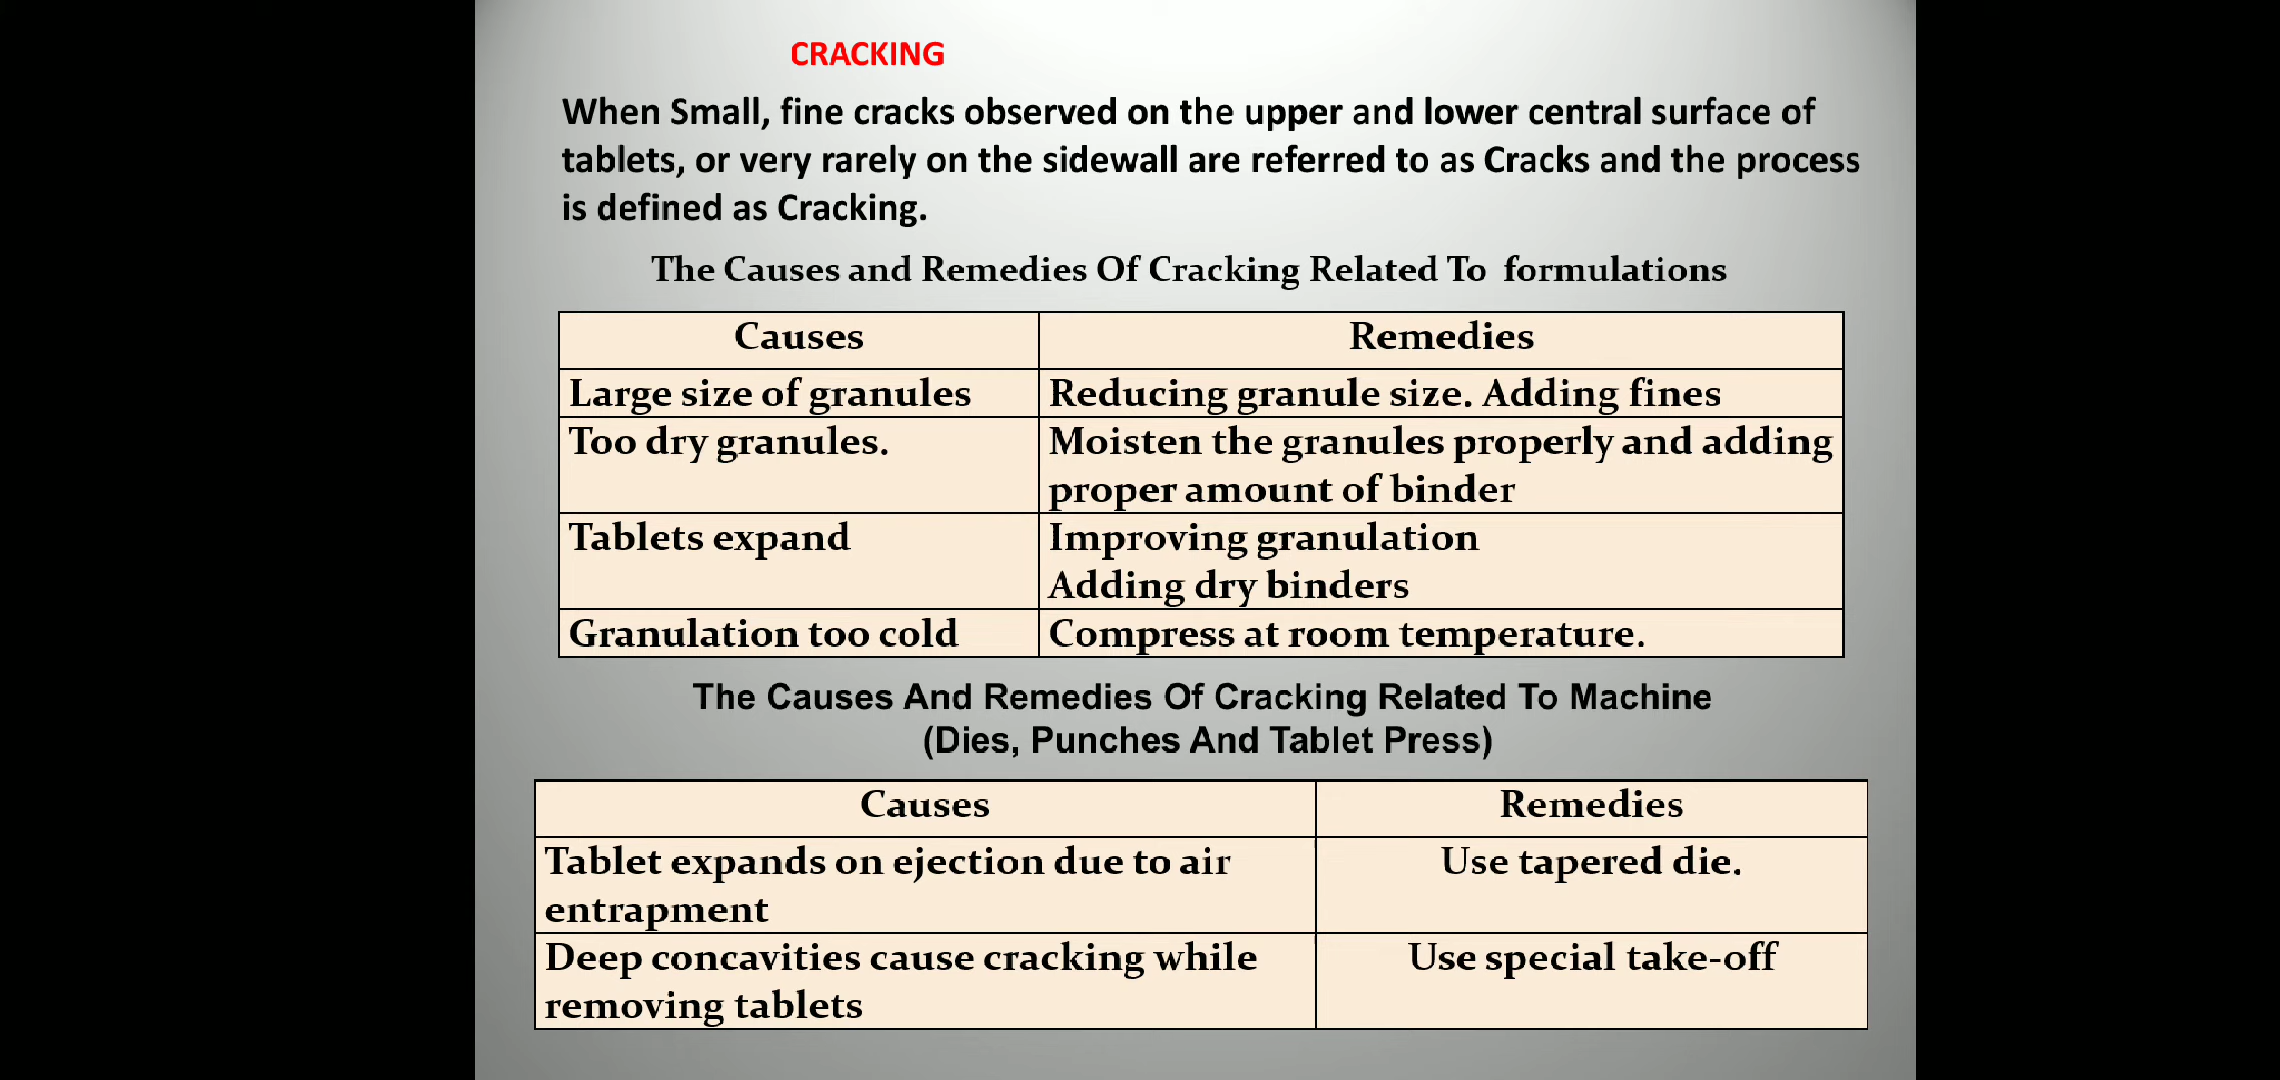 CRACKING
When Small, fine cracks observed on the upper and lower central surface of
tablets, or very rarely on the sidewall are referred to as Cracks and the process
is defined as Cracking.
The Causes and Remedies Of Cracking Related To formulations
Causes Remedies
Large size of granules Reducing granule size. Adding fines
Too dry granules. Moisten the granules properly and adding
proper amount of binder
Tablets expand Improving granulation
Adding dry binders
Granulation too cold Compress at room temperature.
The Causes And Remedies Of Cracking Related To Machine
(Dies, Punches And Tablet Press)
Causes Remedies
Tablet expands on ejection due to air Use tapered die.
entrapment
Deep concavities cause cracking while Use special take-off
removing tablets